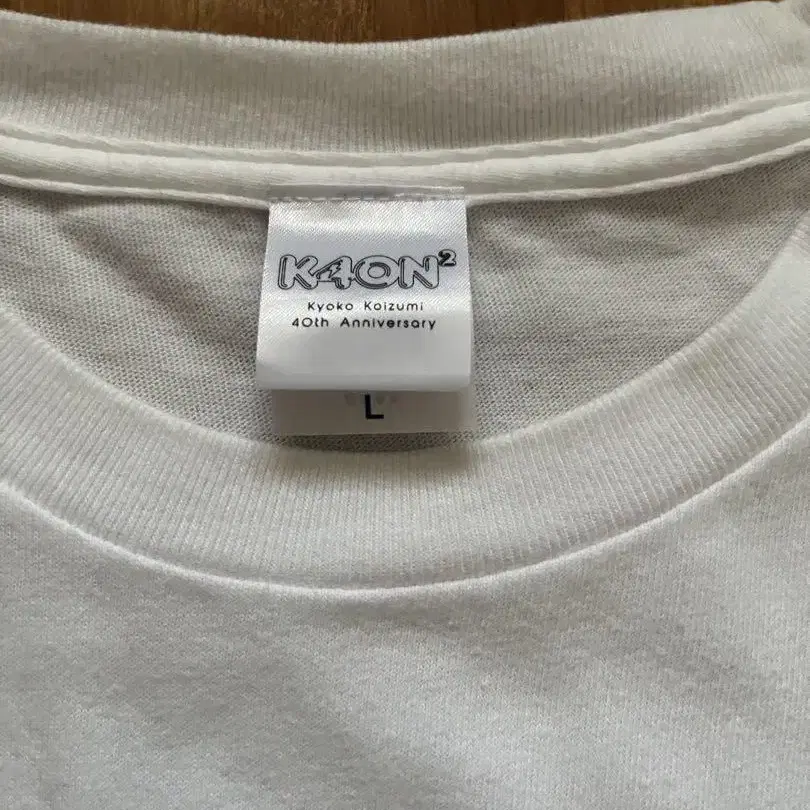 K4ON²
Kyoko Koizumi
40th Anniversary
L